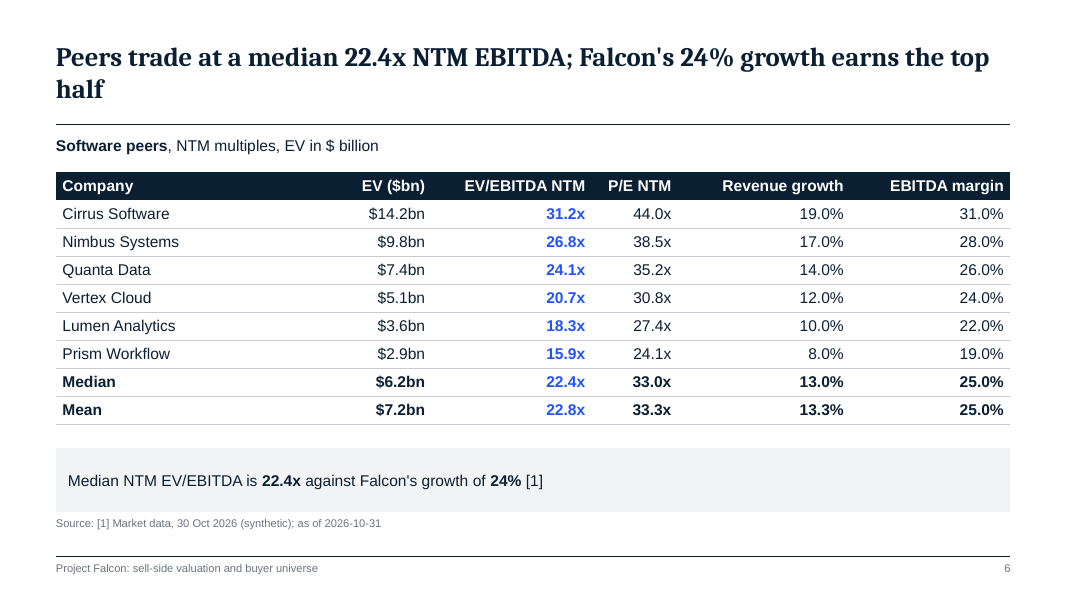 Peers trade at a median 22.4x NTM EBITDA; Falcon's 24% growth earns the top
half
Software peers, NTM multiples, EV in $ billion
Company EV ($bn) EV/EBITDA NTM P/E NTM Revenue growth EBITDA margin
Cirrus Software $14.2bn 31.2x 44.0x 19.0% 31.0%
Nimbus Systems $9.8bn 26.8x 38.5x 17.0% 28.0%
Quanta Data $7.4bn 24.1x 35.2x 14.0% 26.0%
Vertex Cloud $5.1bn 20.7x 30.8x 12.0% 24.0%
Lumen Analytics $3.6bn 18.3x 27.4x 10.0% 22.0%
Prism Workflow $2.9bn 15.9x 24.1x 8.0% 19.0%
Median $6.2bn 22.4x 33.0x 13.0% 25.0%
Mean $7.2bn 22.8x 33.3x 13.3% 25.0%
Median NTM EV/EBITDA is 22.4x against Falcon's growth of 24% [1]
Source: [1] Market data, 30 Oct 2026 (synthetic); as of 2026-10-31
Project Falcon: sell-side valuation and buyer universe 6